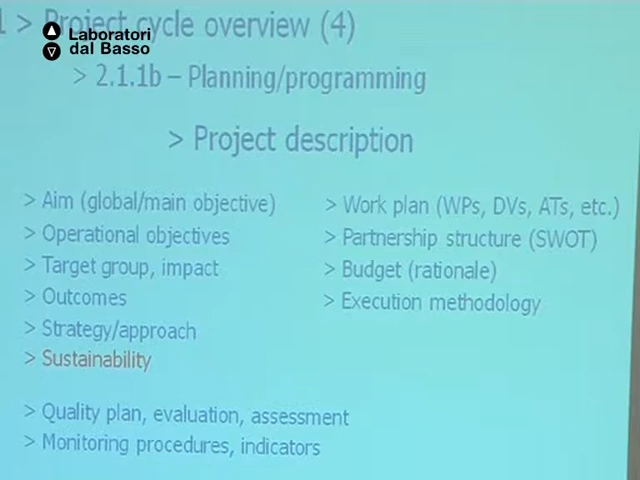 > Project cycle overview (4)
Laboratori
dal Basso
> 2.1.1b – Planning/programming
> Project description
> Aim (global/main objective)
> Operational objectives
> Target group, impact
> Outcomes
> Strategy/approach
> Sustainability
> Work plan (WPs, DVs, ATs, etc.)
> Partnership structure (SWOT)
> Budget (rationale)
> Execution methodology
> Quality plan, evaluation, assessment
> Monitoring procedures, indicators